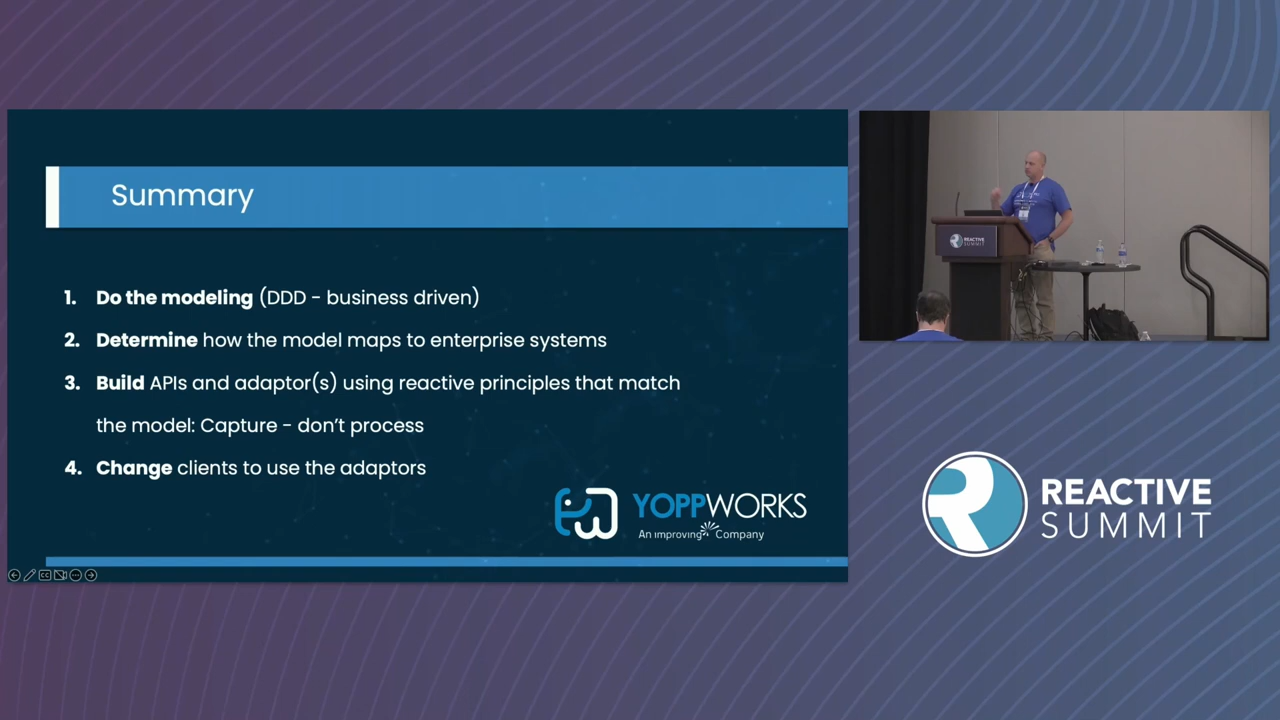 Summary
1. Do the modeling (DDD - business driven)
2. Determine how the model maps to enterprise systems
3. Build APIs and adaptor(s) using reactive principles that match
the model: Capture - don't process
4. Change clients to use the adaptors
YOPPWORKS
An improving Company
REACTIVE
SUMMIT
REACTIVE
SUMMIT